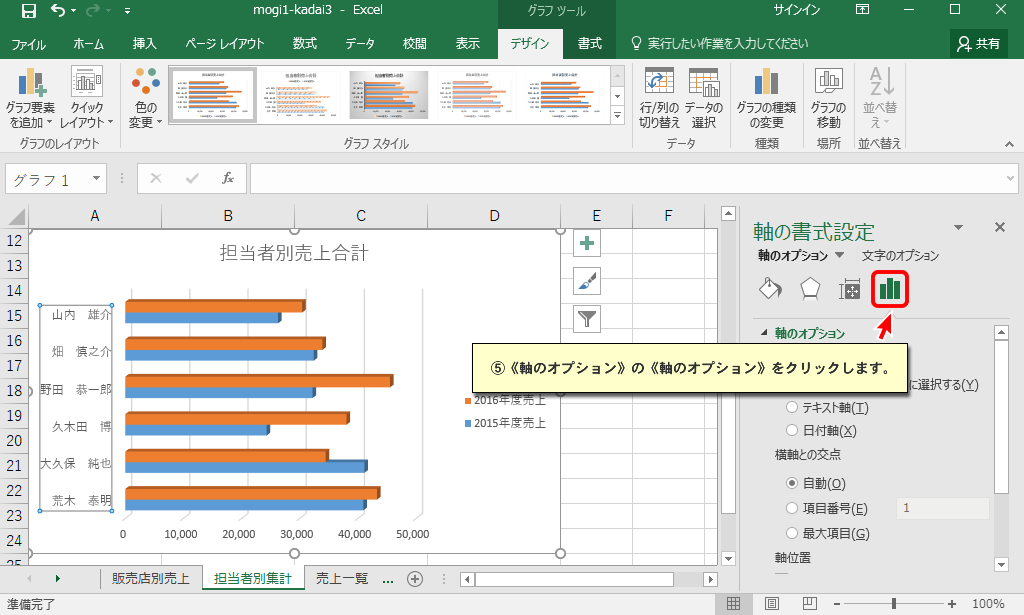 mogi1-kadai3 - Excel
グラフ ツール
サインイン
ファイル ホーム 挿入 ページ レイアウト 数式 データ 校閲 表示 デザイン 書式 実行したい作業を入力してください 共有
グラフ要素を追加
クイックレイアウト
グラフのレイアウト
色の変更
グラフ スタイル
行/列の切り替え
データの選択
データ
グラフの種類の変更
種類
グラフの移動
場所
並べ替え
並べ替え
グラフ 1
fx
A B C D E F
12
13
14
15
16
17
18
19
20
21
22
23
24
25
担当者別売上合計
山内 雄介
畑 慎之介
野田 恭一郎
久木田 博
大久保 純也
荒木 泰明
0 10,000 20,000 30,000 40,000 50,000
2016年度売上
2015年度売上
軸の書式設定
軸のオプション 文字のオプション
軸のオプション
⑤《軸のオプション》の《軸のオプション》をクリックします。
に選択する(Y)
テキスト軸(T)
日付軸(X)
横軸との交点
自動(O)
項目番号(E) 1
最大項目(G)
軸位置
販売店別売上 担当者別集計 売上一覧 ...
準備完了
100%